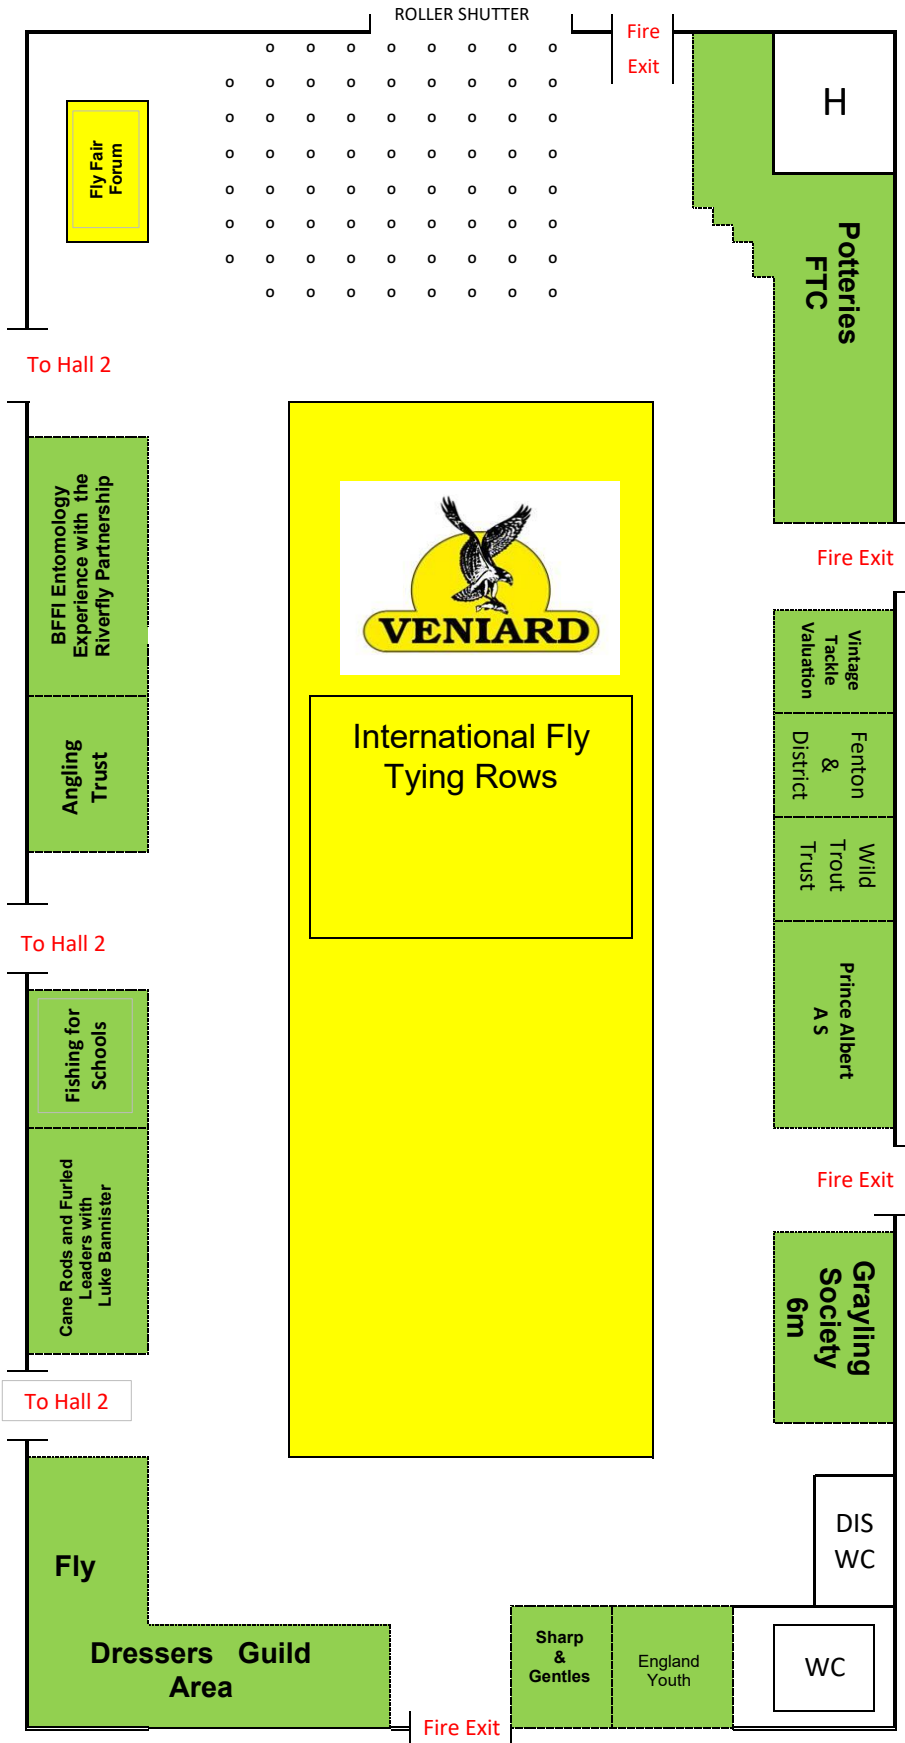 ROLLER SHUTTER
Fire
Exit
o o o o o o o o
o o o o o o o o o
o o o o o o o o o
o o o o o o o o o
o o o o o o o o o
o o o o o o o o o
o o o o o o o o o
o o o o o o o o
H
Fly Fair
Forum
Potteries
FTC
To Hall 2
BFFI Entomology
Experience with the
Riverfly Partnership
VENIARD
Fire Exit
International Fly
Tying Rows
Vintage
Tackle
Valuation
Angling
Trust
Fenton
&
District
Wild
Trout
Trust
To Hall 2
Prince Albert
A S
Fishing for
Schools
Cane Rods and Furled
Leaders with
Luke Bannister
Fire Exit
Grayling
Society
6m
To Hall 2
DIS
WC
Fly
Dressers Guild
Area
Sharp
&
Gentles
England
Youth
WC
Fire Exit